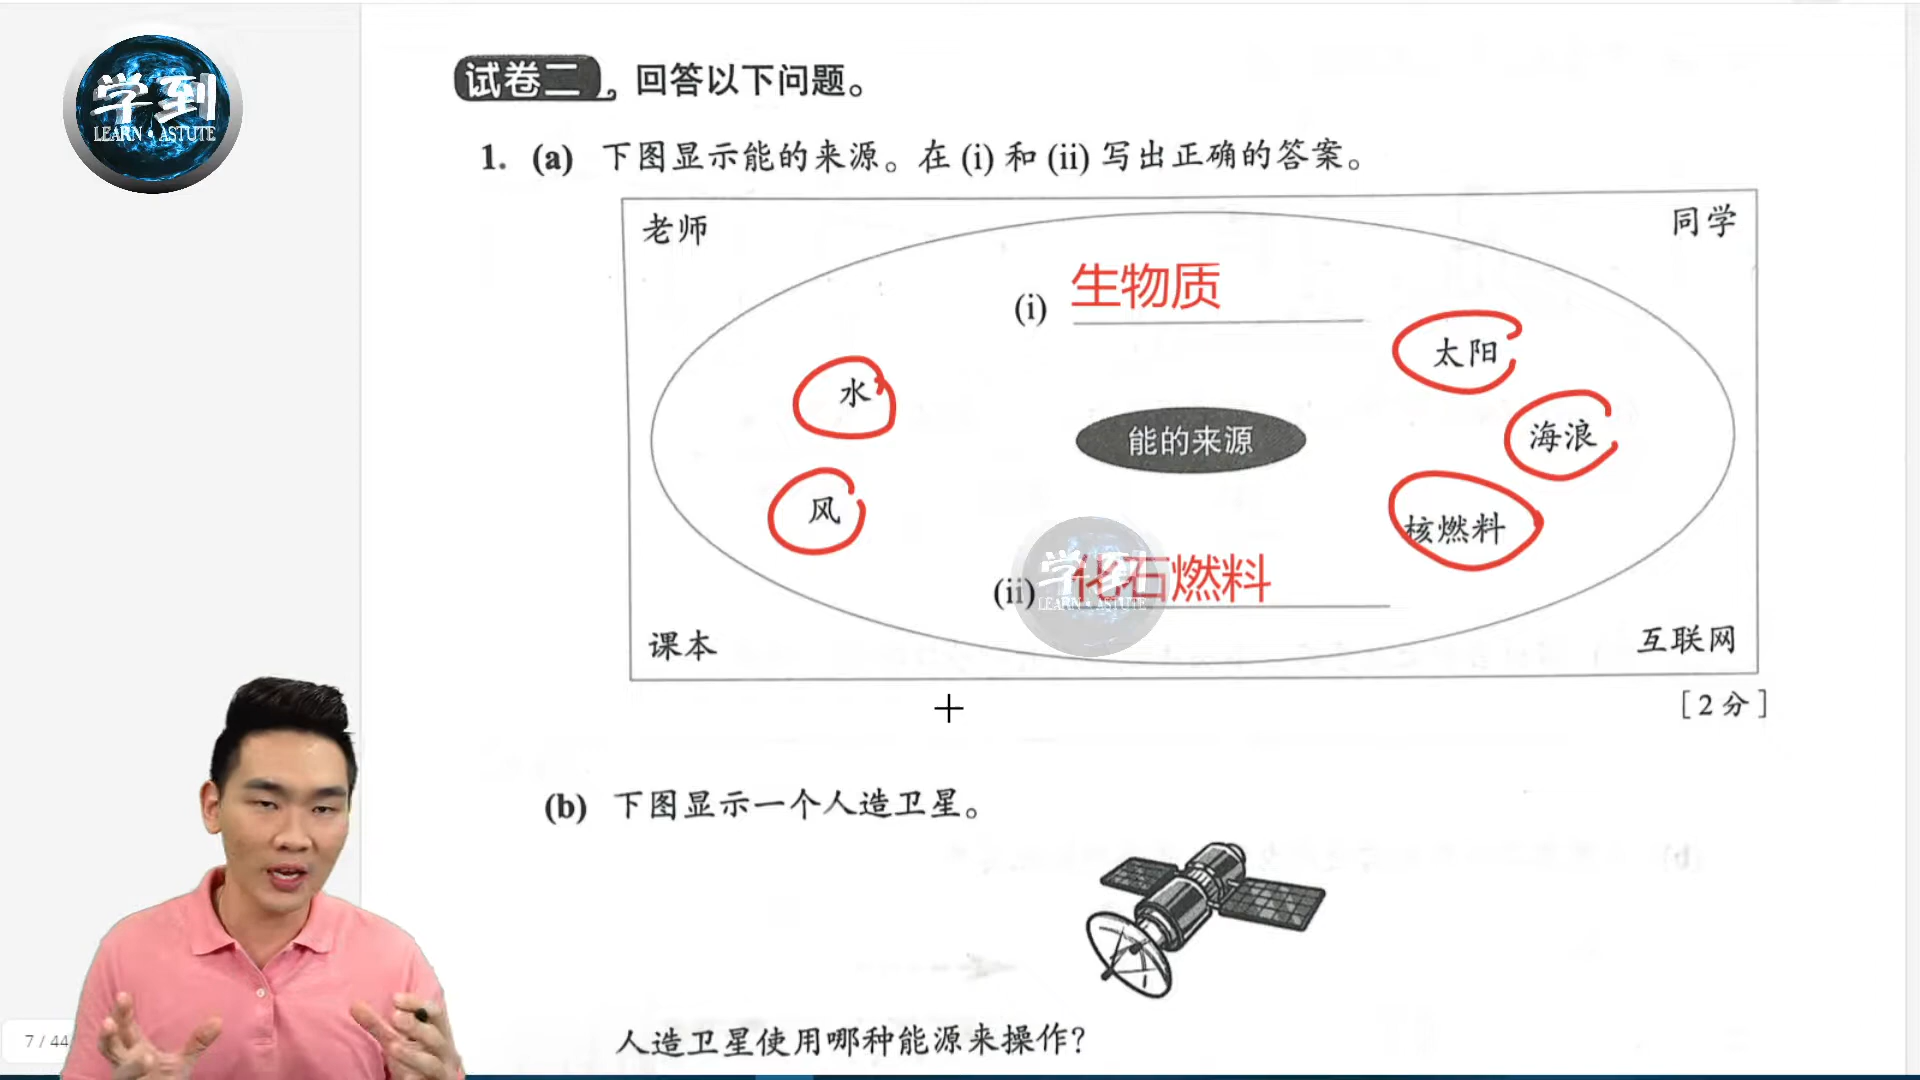 学到
LEARN • ASTUTE
试卷二 。回答以下问题。
1. (a) 下图显示能的来源。在 (i) 和 (ii) 写出正确的答案。
老师
同学
(i) 生物质
太阳
水
海浪
能的来源
风
核燃料
学到
LEARN • ASTUTE
(ii) 化石燃料
课本
互联网
[ 2 分 ]
(b) 下图显示一个人造卫星。
人造卫星使用哪种能源来操作?
7 / 44